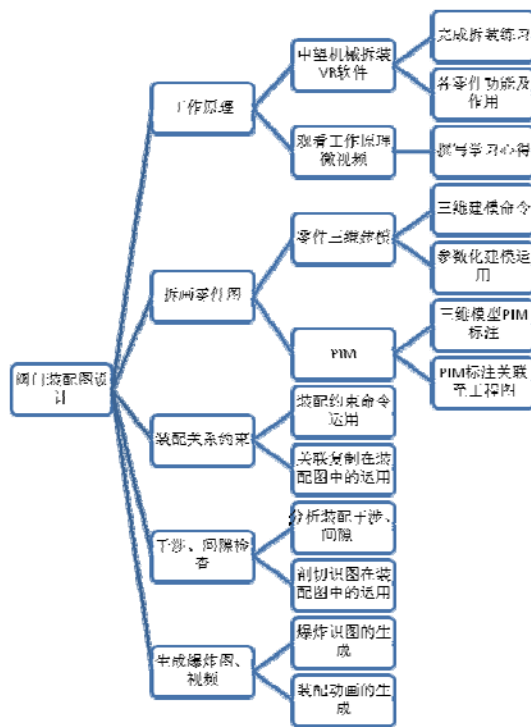 阀门装配图设
计
工作原理
中望机械拆装
VR软件
完成拆装练习
各零件功能及
作用
观看工作原理
微视频
撰写学习心得
拆画零件图
零件三维建模
三维建模命令
参数化建模运
用
PIM
三维模型PIM
标注
PIM标注关联
至工程图
装配关系约束
装配约束命令
运用
关联复制在装
配图中的运用
干涉、间隙检
查
分析装配干涉、
间隙
剖切识图在装
配图中的运用
生成爆炸图、
视频
爆炸识图的生
成
装配动画的生
成